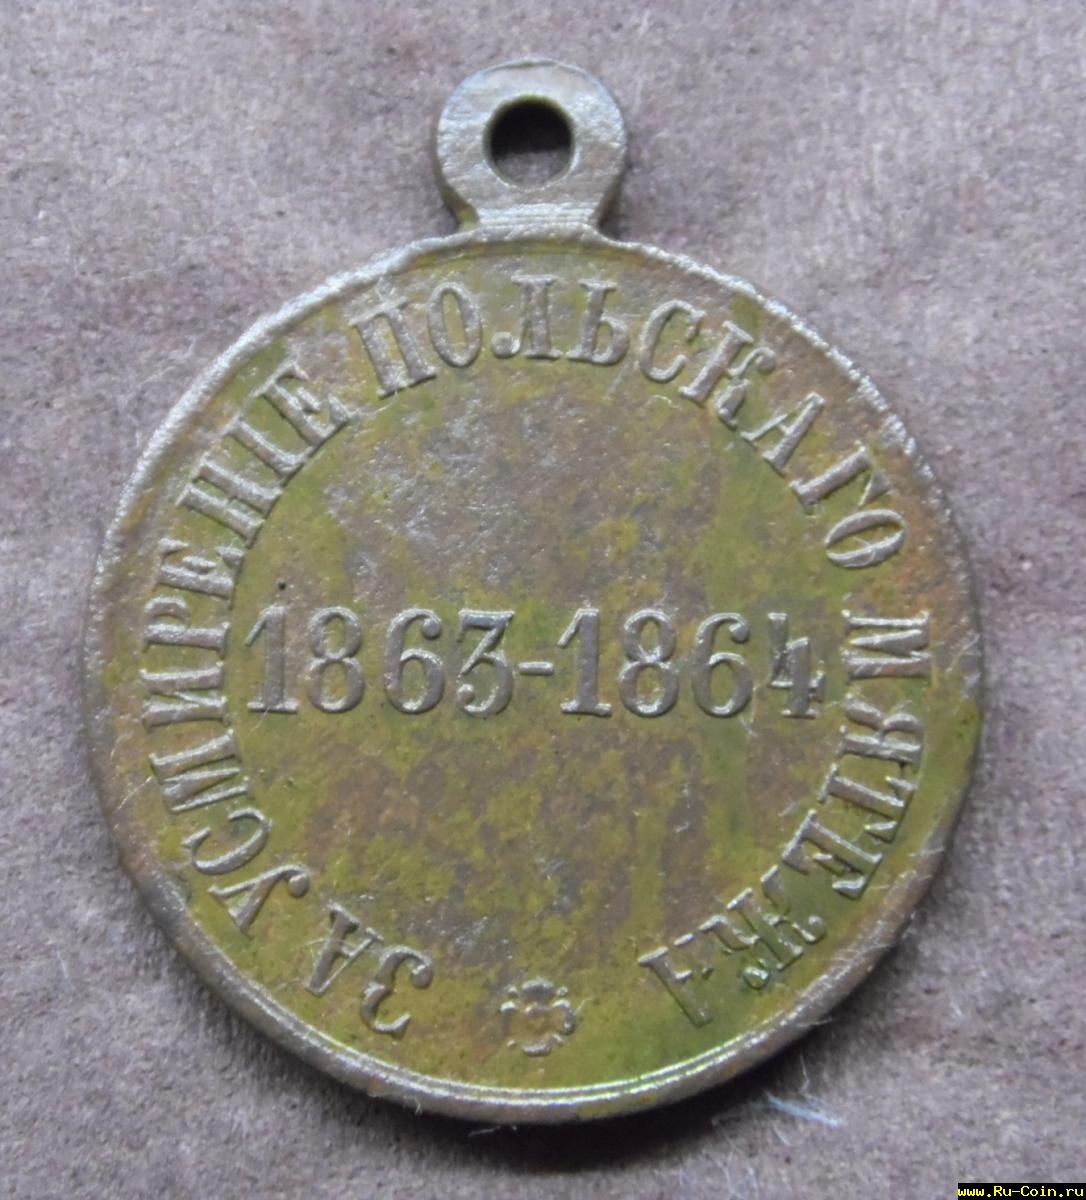 ЗА УСМИРЕНІЕ ПОЛЬСКАГО МЯТЕЖА
1863-1864
www.Ru-Coin.ru